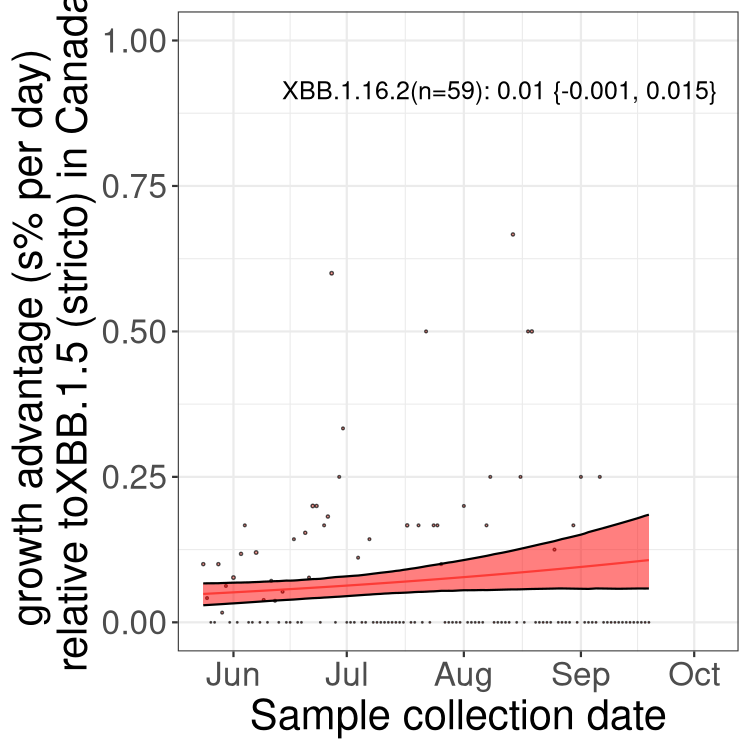 growth advantage (s% per day)
relative toXBB.1.5 (stricto) in Canada
1.00
0.75
0.50
0.25
0.00
XBB.1.16.2(n=59): 0.01 {-0.001, 0.015}
Jun Jul Aug Sep Oct
Sample collection date